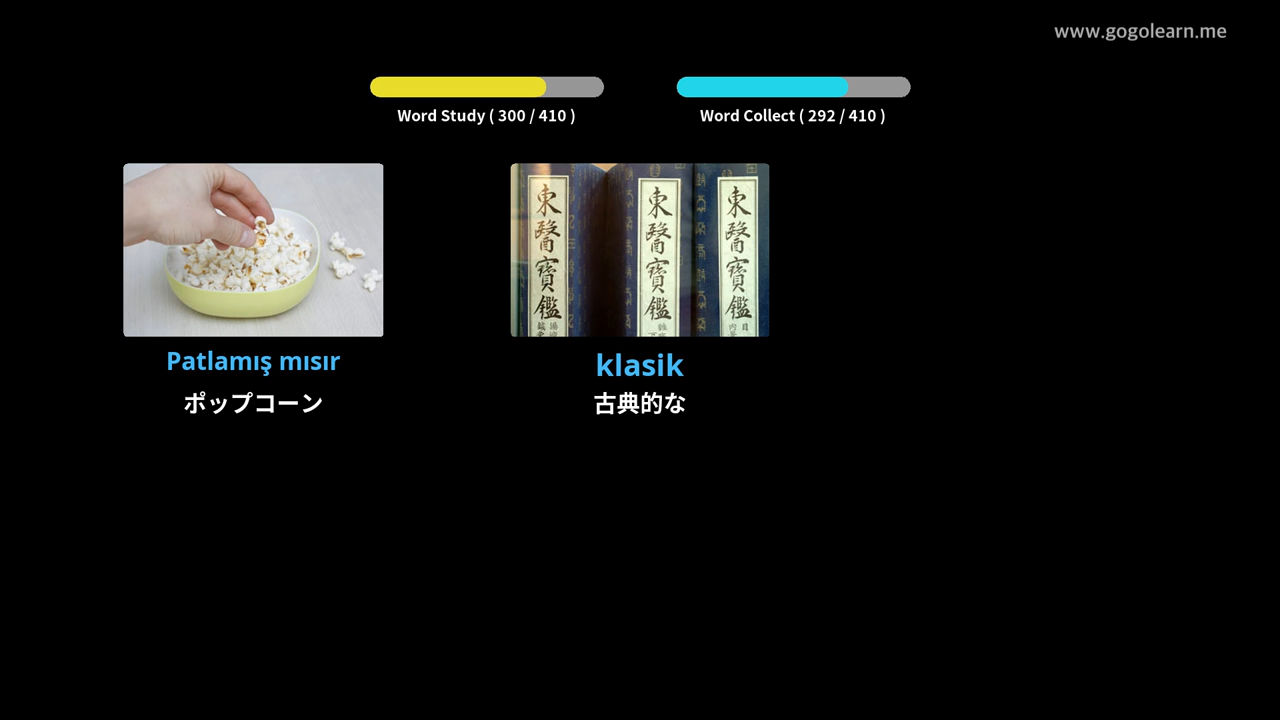 www.gogolearn.me
Word Study ( 300 / 410 )
Word Collect ( 292 / 410 )
東醫寶鑑
東醫寶鑑
東醫寶鑑
Patlamış mısır
klasik
ポップコーン
古典的な